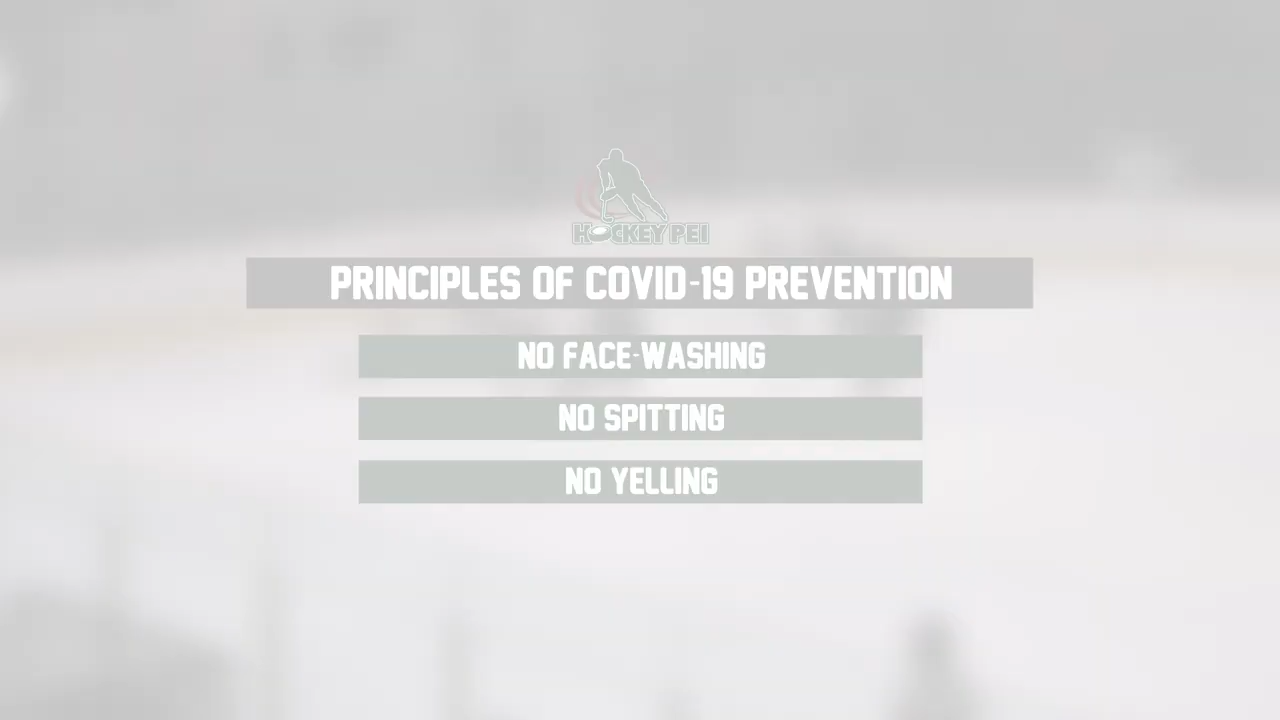 HOCKEY PEI
PRINCIPLES OF COVID-19 PREVENTION
NO FACE-WASHING
NO SPITTING
NO YELLING